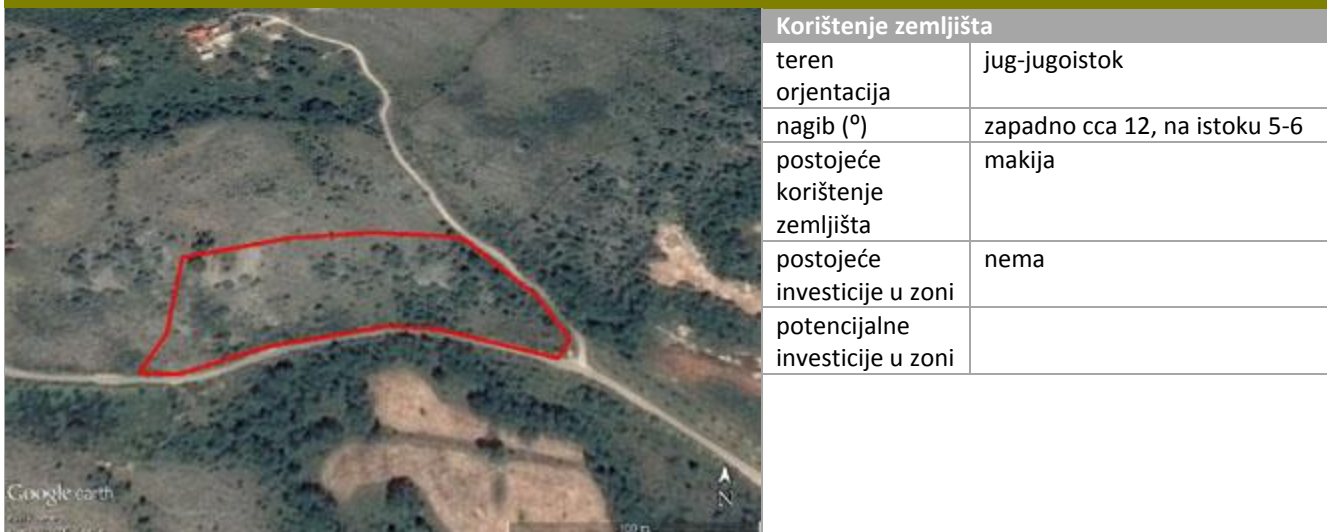 Korištenje zemljišta
teren
orjentacija
jug-jugoistok
nagib (⁰)
zapadno cca 12, na istoku 5-6
postojeće
korištenje
zemljišta
makija
postojeće
investicije u zoni
nema
potencijalne
investicije u zoni
Google earth
N
100 m